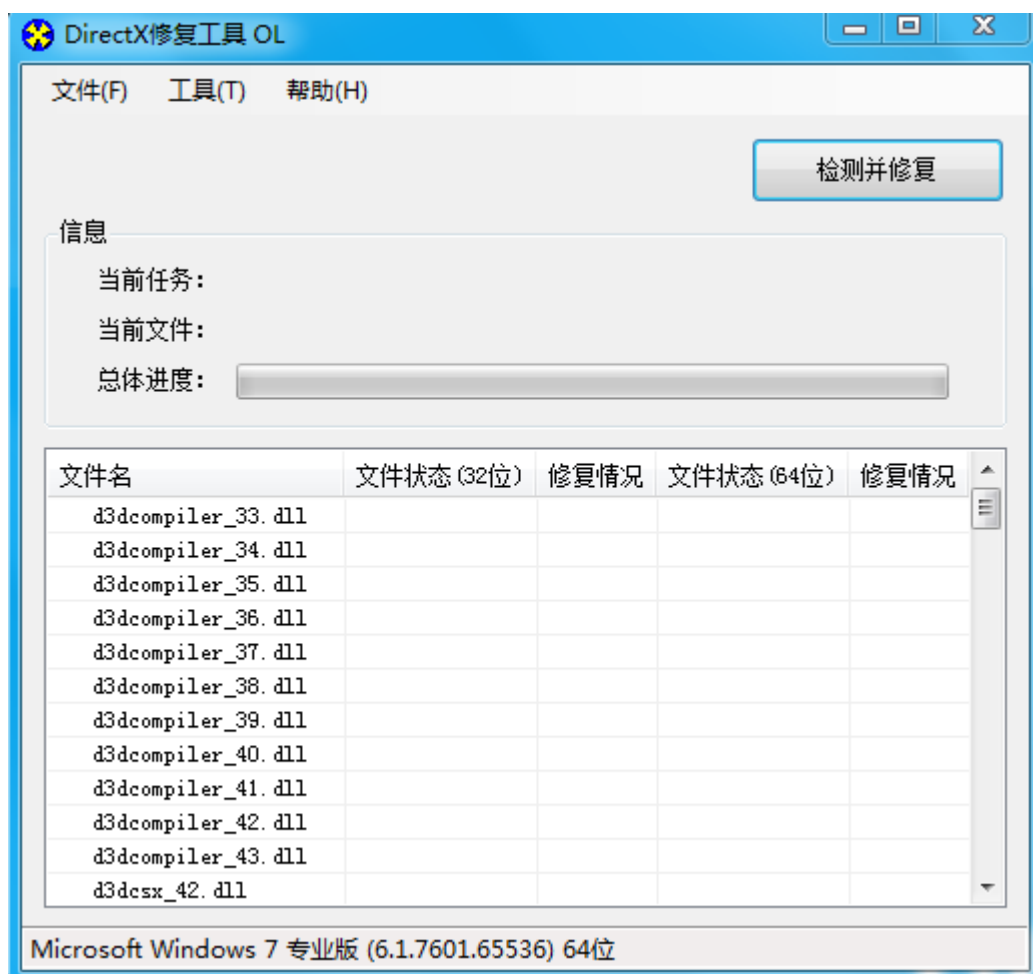 DirectX修复工具 OL
文件(F) 工具(T) 帮助(H)
检测并修复
信息
当前任务：
当前文件：
总体进度：
文件名 文件状态(32位) 修复情况 文件状态(64位) 修复情况
d3dcompiler_33.dll
d3dcompiler_34.dll
d3dcompiler_35.dll
d3dcompiler_36.dll
d3dcompiler_37.dll
d3dcompiler_38.dll
d3dcompiler_39.dll
d3dcompiler_40.dll
d3dcompiler_41.dll
d3dcompiler_42.dll
d3dcompiler_43.dll
d3dcsx_42.dll
Microsoft Windows 7 专业版 (6.1.7601.65536) 64位